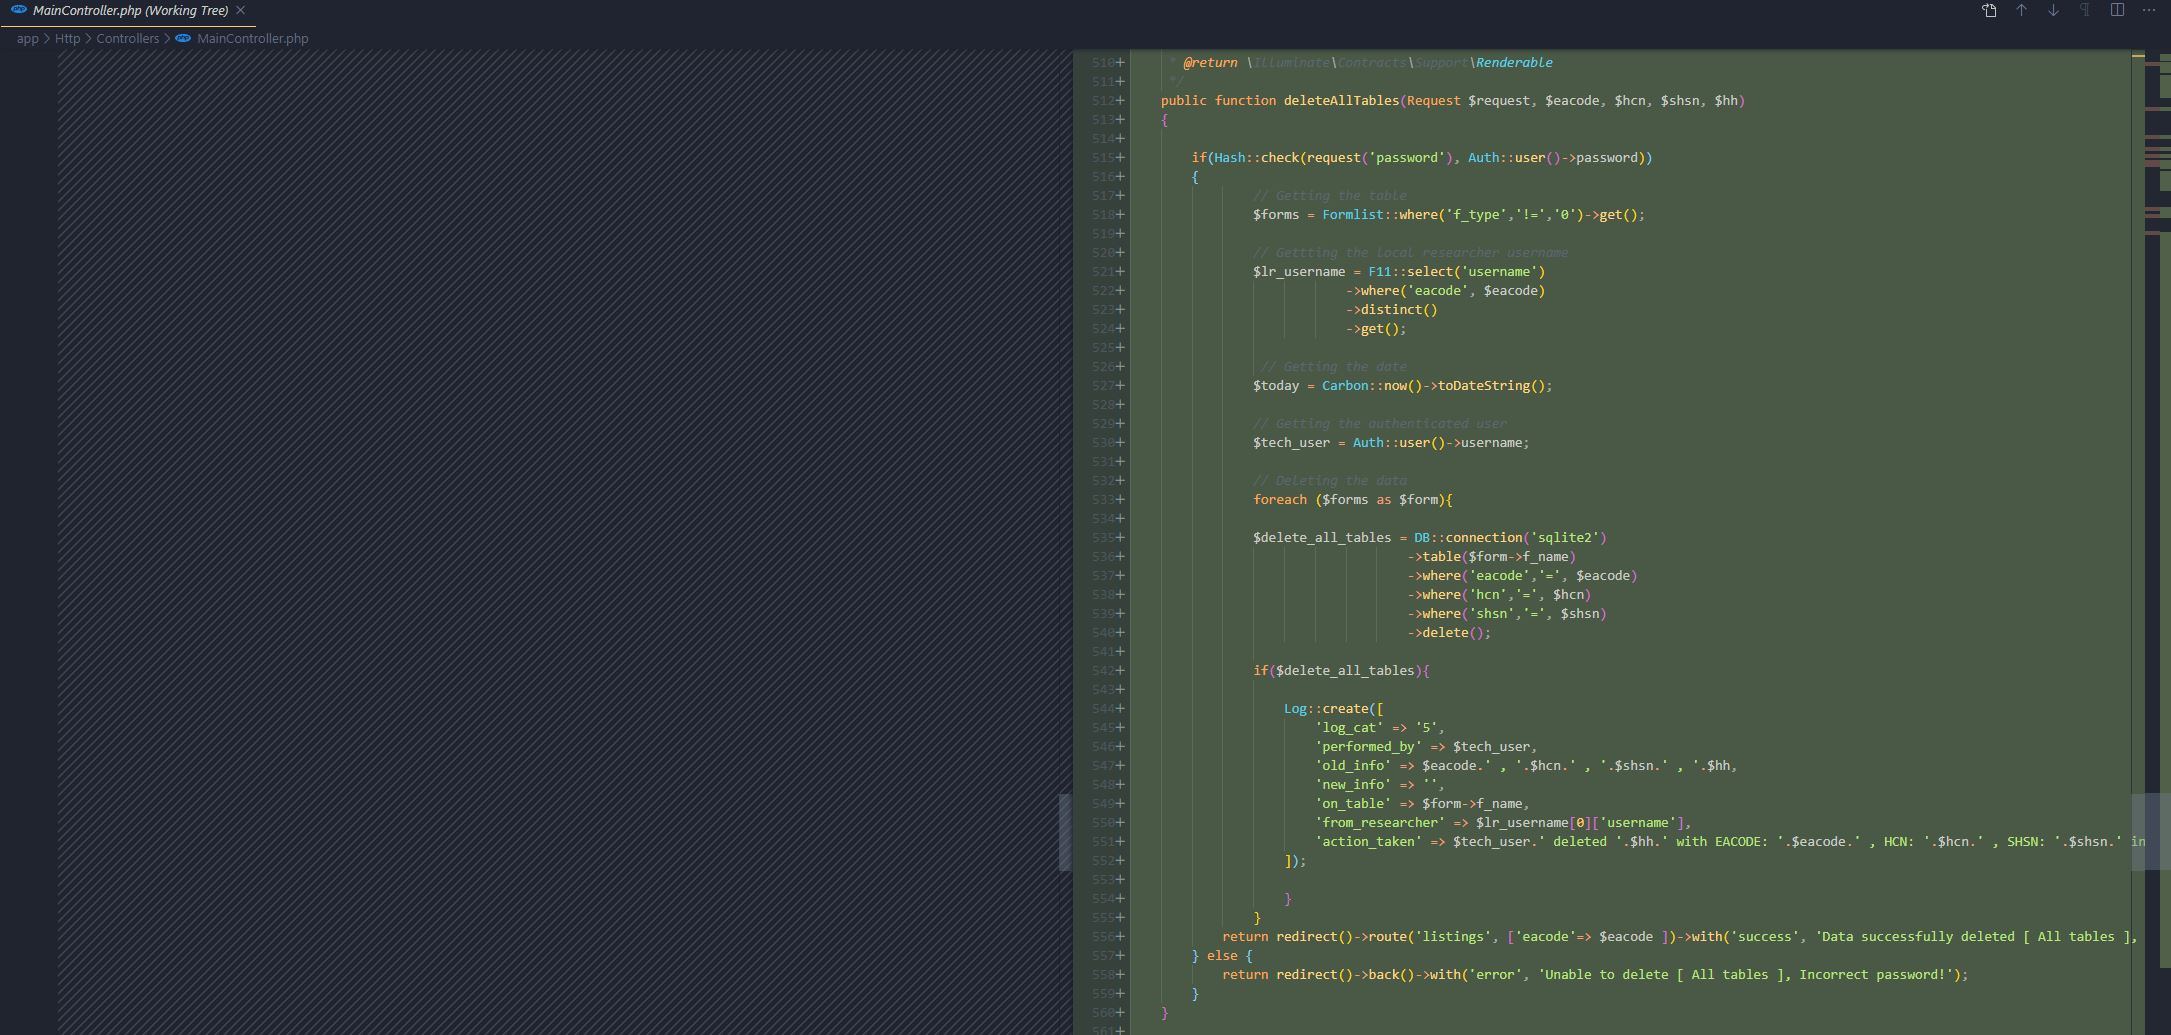 php MainController.php (Working Tree) ×
app > Http > Controllers > php MainController.php
510+ * @return \Illuminate\Contracts\Support\Renderable
511+ */
512+ public function deleteAllTables(Request $request, $eacode, $hcn, $shsn, $hh)
513+ {
514+
515+ if(Hash::check(request('password'), Auth::user()->password))
516+ {
517+ // Getting the table
518+ $forms = Formlist::where('f_type','!=','0')->get();
519+
520+ // Gettting the local researcher username
521+ $lr_username = F11::select('username')
522+ ->where('eacode', $eacode)
523+ ->distinct()
524+ ->get();
525+
526+ // Getting the date
527+ $today = Carbon::now()->toDateString();
528+
529+ // Getting the authenticated user
530+ $tech_user = Auth::user()->username;
531+
532+ // Deleting the data
533+ foreach ($forms as $form){
534+
535+ $delete_all_tables = DB::connection('sqlite2')
536+ ->table($form->f_name)
537+ ->where('eacode','=', $eacode)
538+ ->where('hcn','=', $hcn)
539+ ->where('shsn','=', $shsn)
540+ ->delete();
541+
542+ if($delete_all_tables){
543+
544+ Log::create([
545+ 'log_cat' => '5',
546+ 'performed_by' => $tech_user,
547+ 'old_info' => $eacode.' , '.$hcn.' , '.$shsn.' , '.$hh,
548+ 'new_info' => '',
549+ 'on_table' => $form->f_name,
550+ 'from_researcher' => $lr_username[0]['username'],
551+ 'action_taken' => $tech_user.' deleted '.$hh.' with EACODE: '.$eacode.' , HCN: '.$hcn.' , SHSN: '.$shsn.' in
552+ ]);
553+
554+ }
555+ }
556+ return redirect()->route('listings', ['eacode'=> $eacode ])->with('success', 'Data successfully deleted [ All tables ],
557+ } else {
558+ return redirect()->back()->with('error', 'Unable to delete [ All tables ], Incorrect password!');
559+ }
560+ }
561+